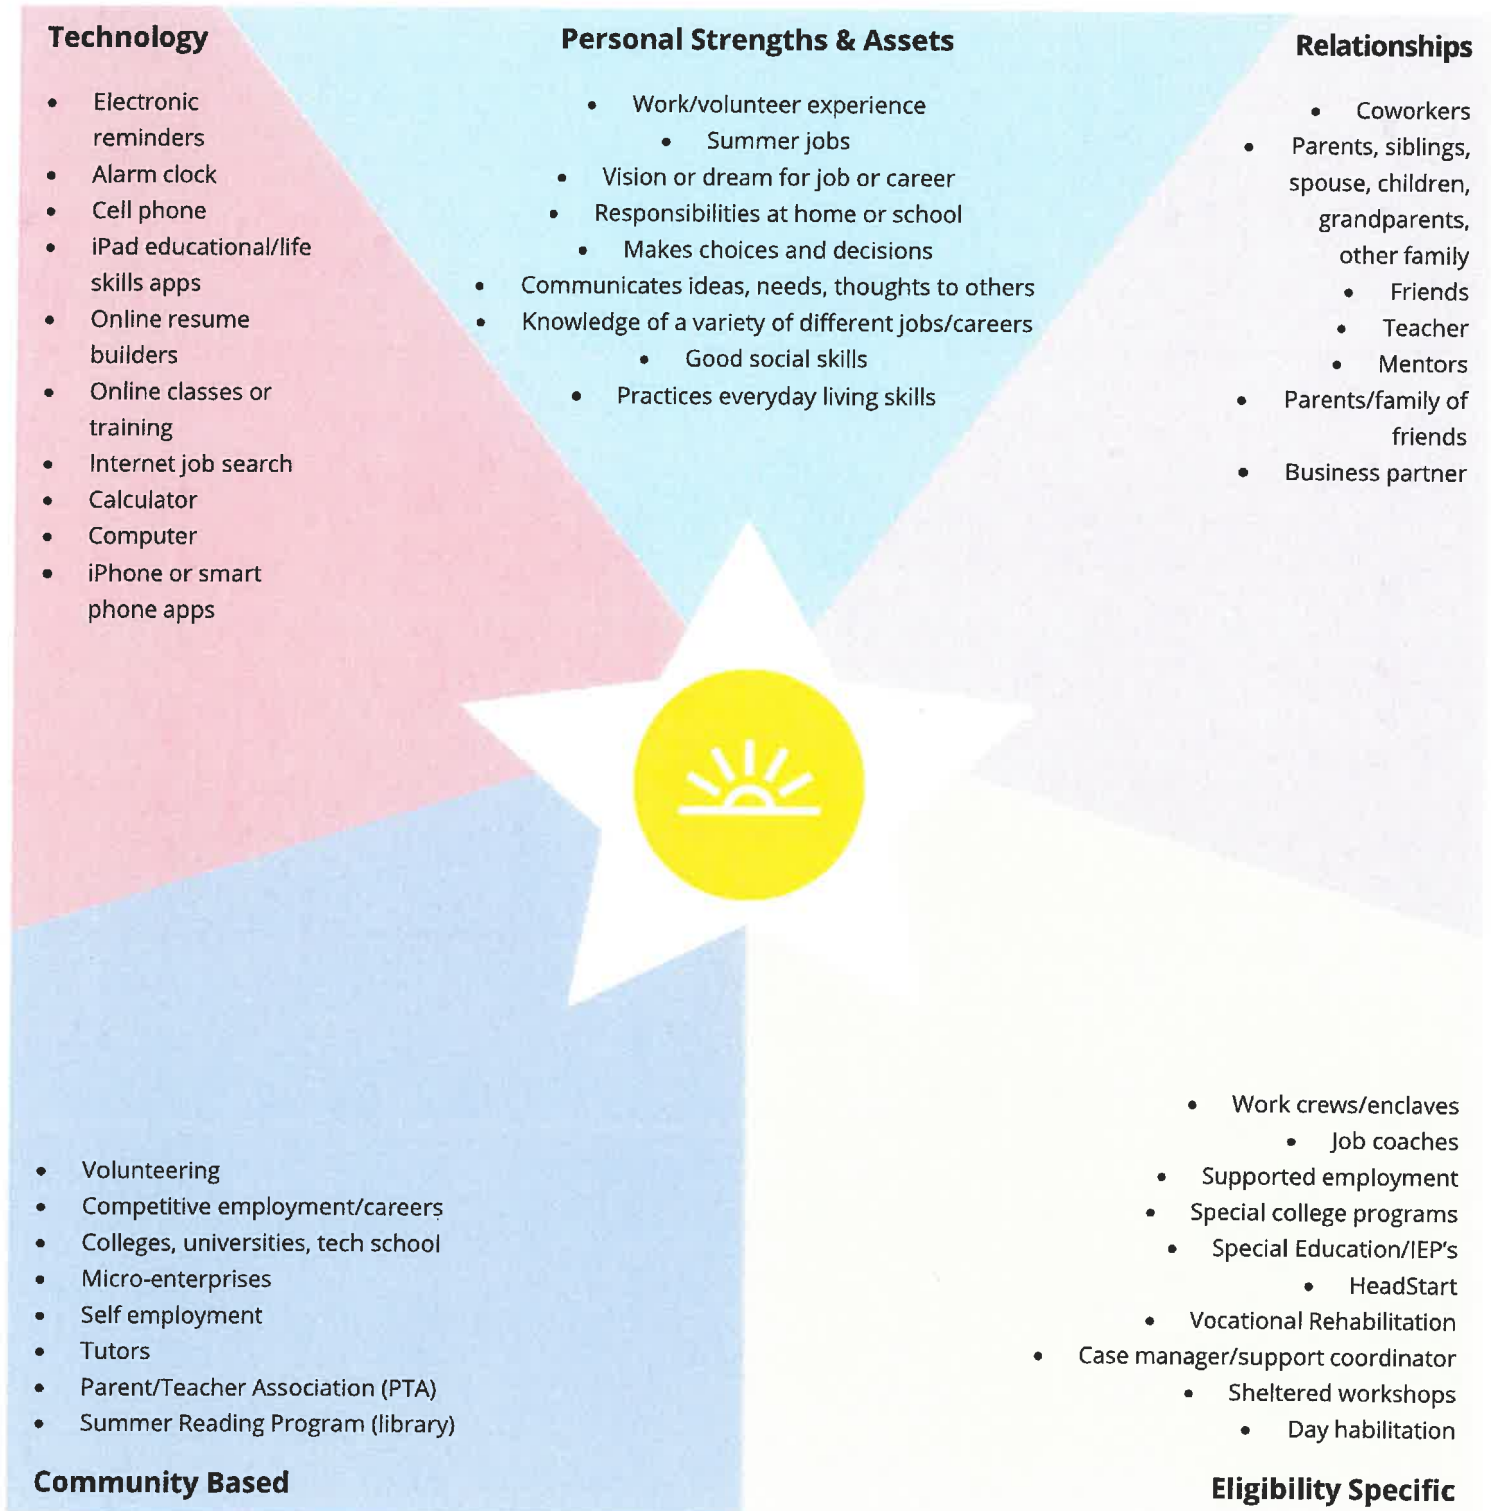 Technology
• Electronic
reminders
• Alarm clock
• Cell phone
• iPad educational/life
skills apps
• Online resume
builders
• Online classes or
training
• Internet job search
• Calculator
• Computer
• iPhone or smart
phone apps
Personal Strengths & Assets
• Work/volunteer experience
• Summer jobs
• Vision or dream for job or career
• Responsibilities at home or school
• Makes choices and decisions
• Communicates ideas, needs, thoughts to others
• Knowledge of a variety of different jobs/careers
• Good social skills
• Practices everyday living skills
Relationships
• Coworkers
• Parents, siblings,
spouse, children,
grandparents,
other family
• Friends
• Teacher
• Mentors
• Parents/family of
friends
• Business partner
• Volunteering
• Competitive employment/careers
• Colleges, universities, tech school
• Micro-enterprises
• Self employment
• Tutors
• Parent/Teacher Association (PTA)
• Summer Reading Program (library)
Community Based
• Work crews/enclaves
• Job coaches
• Supported employment
• Special college programs
• Special Education/IEP's
• HeadStart
• Vocational Rehabilitation
• Case manager/support coordinator
• Sheltered workshops
• Day habilitation
Eligibility Specific